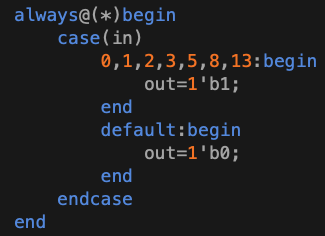 always@(*)begin
    case(in)
        0,1,2,3,5,8,13:begin
            out=1'b1;
        end
        default:begin
            out=1'b0;
        end
    endcase
end